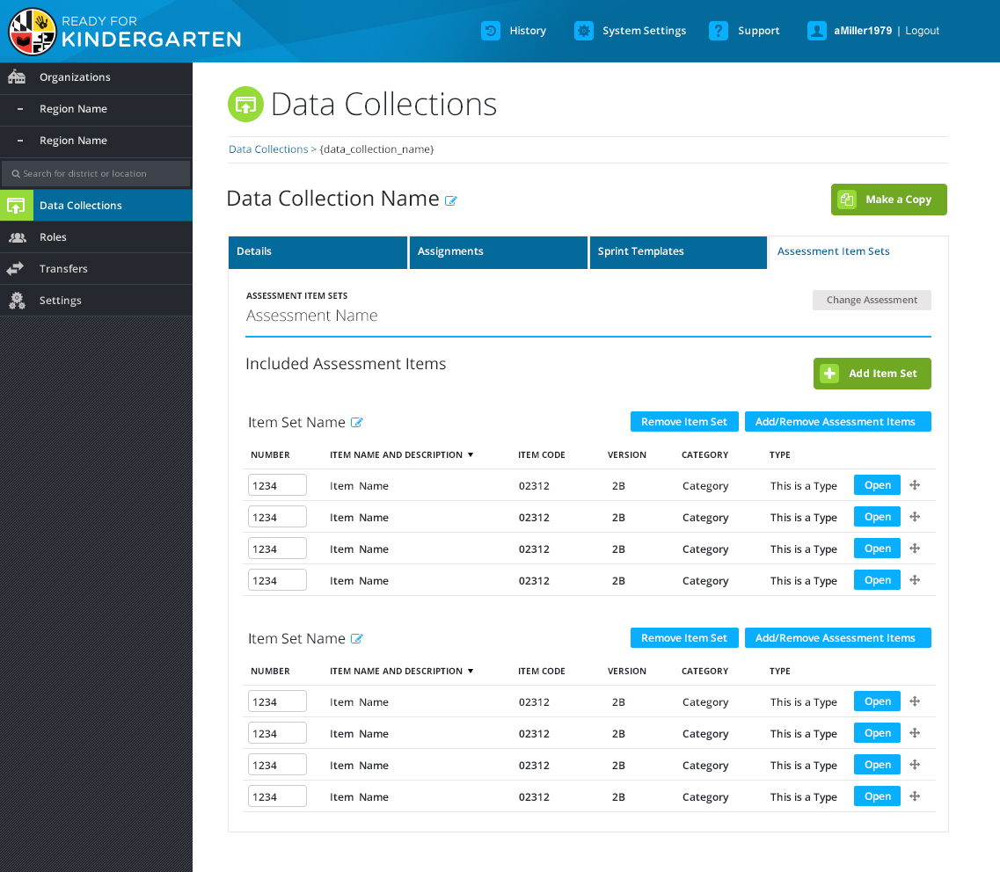 READY FOR
KINDERGARTEN
History System Settings ? Support aMiller1979 | Logout
Organizations
– Region Name
– Region Name
Search for district or location
Data Collections
Roles
Transfers
Settings
Data Collections
Data Collections > {data_collection_name}
Data Collection Name
Make a Copy
Details Assignments Sprint Templates Assessment Item Sets
ASSESSMENT ITEM SETS
Assessment Name
Change Assessment
Included Assessment Items
Add Item Set
Item Set Name Remove Item Set Add/Remove Assessment Items
NUMBER ITEM NAME AND DESCRIPTION ▼ ITEM CODE VERSION CATEGORY TYPE
1234 Item Name 02312 2B Category This is a Type Open
1234 Item Name 02312 2B Category This is a Type Open
1234 Item Name 02312 2B Category This is a Type Open
1234 Item Name 02312 2B Category This is a Type Open
Item Set Name Remove Item Set Add/Remove Assessment Items
NUMBER ITEM NAME AND DESCRIPTION ▼ ITEM CODE VERSION CATEGORY TYPE
1234 Item Name 02312 2B Category This is a Type Open
1234 Item Name 02312 2B Category This is a Type Open
1234 Item Name 02312 2B Category This is a Type Open
1234 Item Name 02312 2B Category This is a Type Open